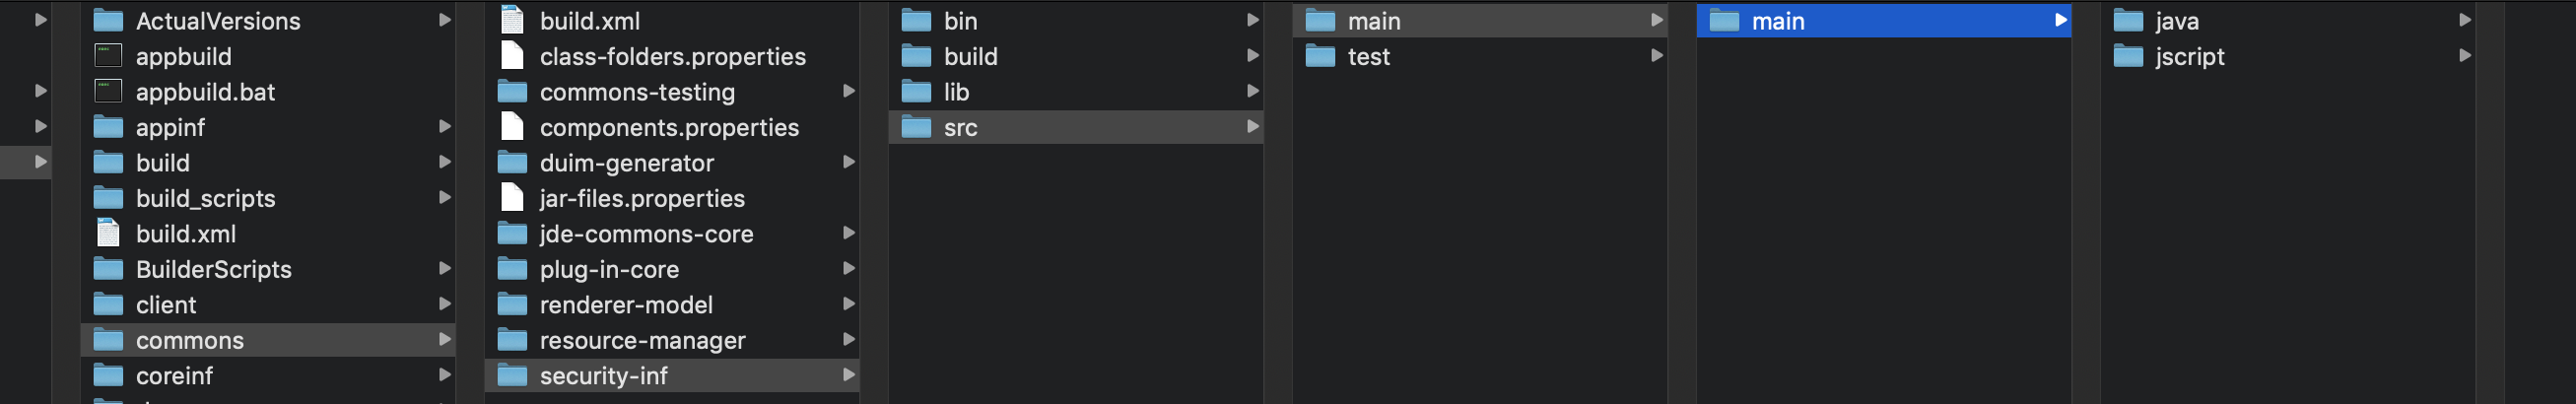 ActualVersions
appbuild
appbuild.bat
appinf
build
build_scripts
build.xml
BuilderScripts
client
commons
coreinf
build.xml
class-folders.properties
commons-testing
components.properties
duim-generator
jar-files.properties
jde-commons-core
plug-in-core
renderer-model
resource-manager
security-inf
bin
build
lib
src
main
test
main
java
jscript